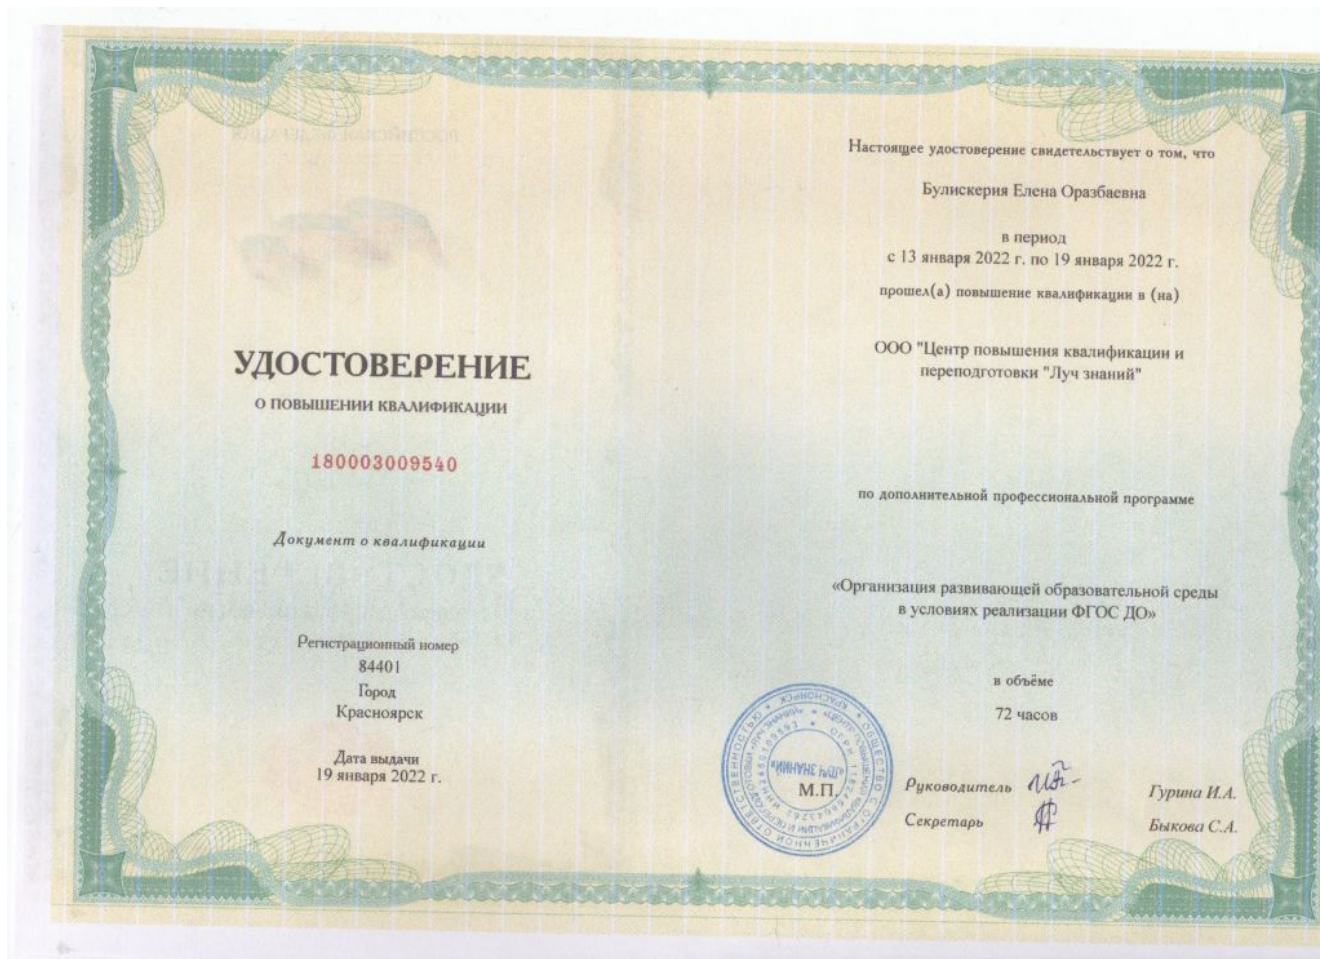 УДОСТОВЕРЕНИЕ
О ПОВЫШЕНИИ КВАЛИФИКАЦИИ
180003009540
Документ о квалификации
Регистрационный номер
84401
Город
Красноярск
Дата выдачи
19 января 2022 г.
Настоящее удостоверение свидетельствует о том, что
Булискерия Елена Оразбаевна
в период
с 13 января 2022 г. по 19 января 2022 г.
прошел(а) повышение квалификации в (на)
ООО "Центр повышения квалификации и
переподготовки "Луч знаний"
по дополнительной профессиональной программе
«Организация развивающей образовательной среды
в условиях реализации ФГОС ДО»
в объёме
72 часов
«ЛУЧ ЗНАНИЙ»
М.П.
Руководитель
Гурина И.А.
Секретарь
Быкова С.А.